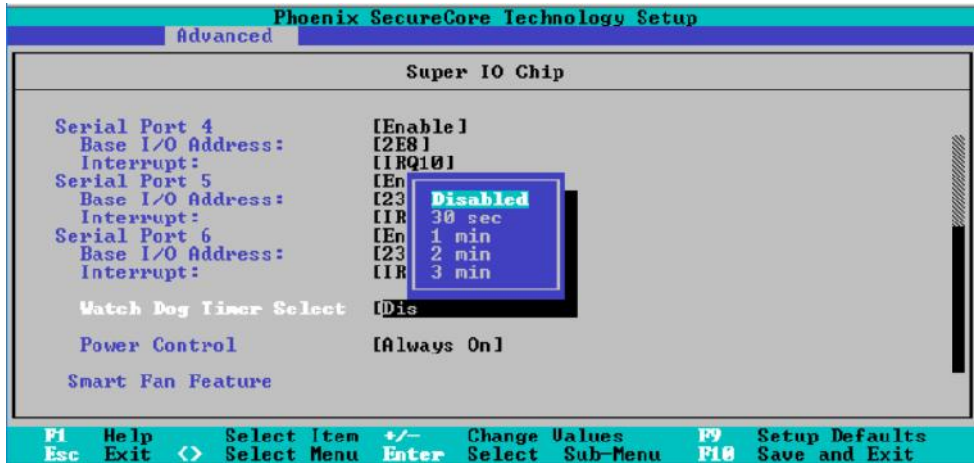 Phoenix SecureCore Technology Setup
Advanced
Super IO Chip
Serial Port 4 [Enable]
Base I/O Address: [2E8]
Interrupt: [IRQ10]
Serial Port 5 [En
Base I/O Address: [23
Interrupt: [IR
Serial Port 6 [En
Base I/O Address: [23
Interrupt: [IR
Disabled
30 sec
1 min
2 min
3 min
Watch Dog Timer Select [Dis
Power Control [Always On]
Smart Fan Feature
F1 Help Select Item +/- Change Values F9 Setup Defaults
Esc Exit <> Select Menu Enter Select Sub-Menu F10 Save and Exit